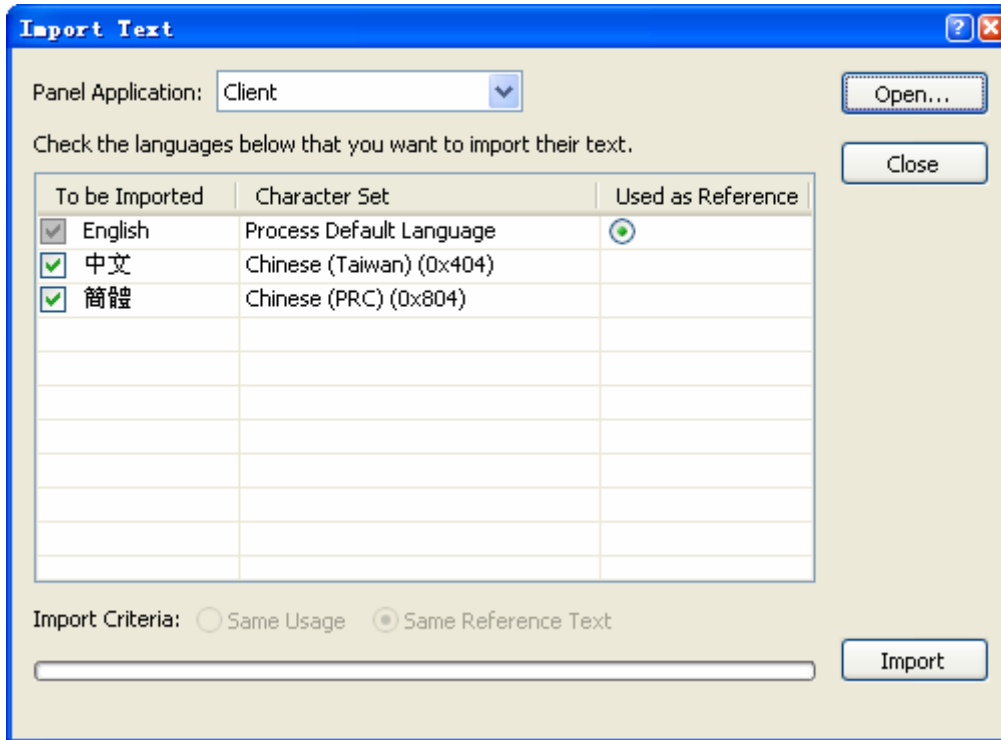 Import Text
Panel Application: Client
Open...
Check the languages below that you want to import their text.
Close
To be Imported Character Set Used as Reference
English Process Default Language
中文 Chinese (Taiwan) (0x404)
簡體 Chinese (PRC) (0x804)
Import Criteria: Same Usage Same Reference Text
Import